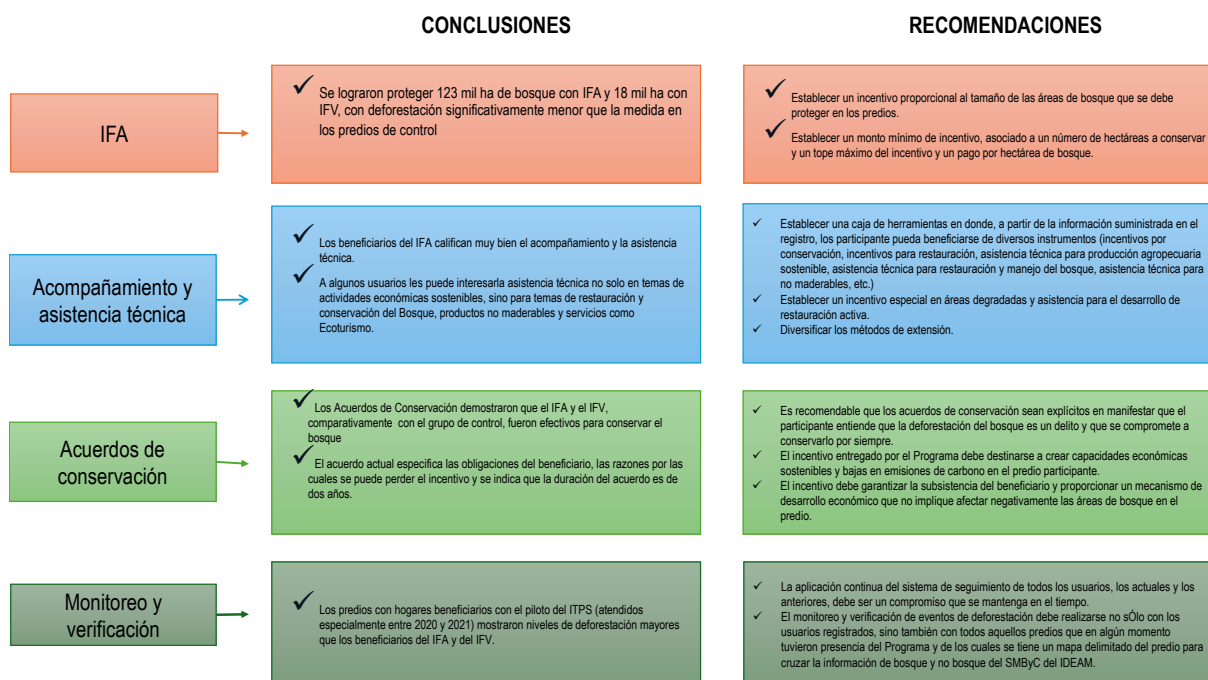 CONCLUSIONES
RECOMENDACIONES
IFA
✓ Se lograron proteger 123 mil ha de bosque con IFA y 18 mil ha con
IFV, con deforestación significativamente menor que la medida en
los predios de control
✓ Establecer un incentivo proporcional al tamaño de las áreas de bosque que se debe
proteger en los predios.
✓ Establecer un monto mínimo de incentivo, asociado a un número de hectáreas a conservar
y un tope máximo del incentivo y un pago por hectárea de bosque.
Acompañamiento y
asistencia técnica
✓ Los beneficiarios del IFA califican muy bien el acompañamiento y la asistencia
técnica.
✓ A algunos usuarios les puede interesarla asistencia técnica no solo en temas de
actividades económicas sostenibles, sino para temas de restauración y
conservación del Bosque, productos no maderables y servicios como
Ecoturismo.
✓ Establecer una caja de herramientas en donde, a partir de la información suministrada en el
registro, los participante pueda beneficiarse de diversos instrumentos (incentivos por
conservación, incentivos para restauración, asistencia técnica para producción agropecuaria
sostenible, asistencia técnica para restauración y manejo del bosque, asistencia técnica para
no maderables, etc.)
✓ Establecer un incentivo especial en áreas degradadas y asistencia para el desarrollo de
restauración activa.
✓ Diversificar los métodos de extensión.
Acuerdos de
conservación
✓ Los Acuerdos de Conservación demostraron que el IFA y el IFV,
comparativamente con el grupo de control, fueron efectivos para conservar el
bosque
✓ El acuerdo actual especifica las obligaciones del beneficiario, las razones por las
cuales se puede perder el incentivo y se indica que la duración del acuerdo es de
dos años.
✓ Es recomendable que los acuerdos de conservación sean explícitos en manifestar que el
participante entiende que la deforestación del bosque es un delito y que se compromete a
conservarlo por siempre.
✓ El incentivo entregado por el Programa debe destinarse a crear capacidades económicas
sostenibles y bajas en emisiones de carbono en el predio participante.
✓ El incentivo debe garantizar la subsistencia del beneficiario y proporcionar un mecanismo de
desarrollo económico que no implique afectar negativamente las áreas de bosque en el
predio.
Monitoreo y
verificación
✓ Los predios con hogares beneficiarios con el piloto del ITPS (atendidos
especialmente entre 2020 y 2021) mostraron niveles de deforestación mayores
que los beneficiarios del IFA y del IFV.
✓ La aplicación continua del sistema de seguimiento de todos los usuarios, los actuales y los
anteriores, debe ser un compromiso que se mantenga en el tiempo.
✓ El monitoreo y verificación de eventos de deforestación debe realizarse no sÓlo con los
usuarios registrados, sino también con todos aquellos predios que en algún momento
tuvieron presencia del Programa y de los cuales se tiene un mapa delimitado del predio para
cruzar la información de bosque y no bosque del SMByC del IDEAM.